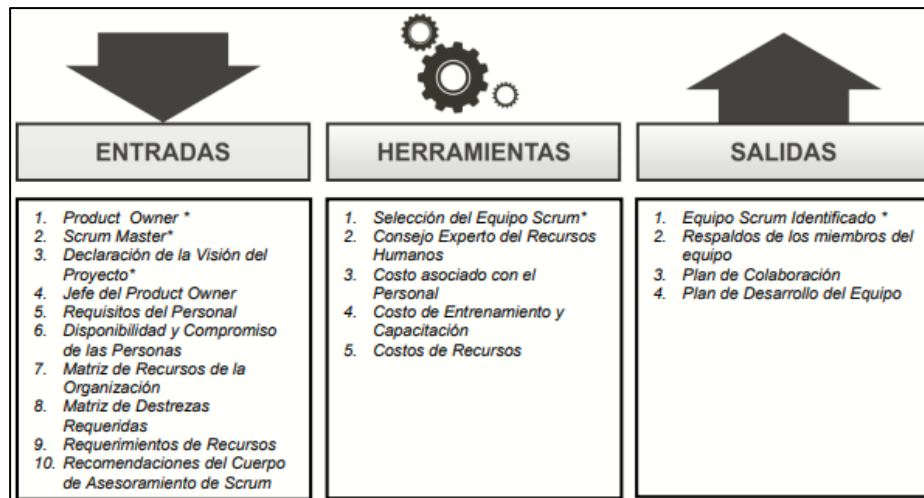 ENTRADAS
1. Product Owner *
2. Scrum Master*
3. Declaración de la Visión del
Proyecto*
4. Jefe del Product Owner
5. Requisitos del Personal
6. Disponibilidad y Compromiso
de las Personas
7. Matriz de Recursos de la
Organización
8. Matriz de Destrezas
Requeridas
9. Requerimientos de Recursos
10. Recomendaciones del Cuerpo
de Asesoramiento de Scrum
HERRAMIENTAS
1. Selección del Equipo Scrum*
2. Consejo Experto del Recursos
Humanos
3. Costo asociado con el
Personal
4. Costo de Entrenamiento y
Capacitación
5. Costos de Recursos
SALIDAS
1. Equipo Scrum Identificado *
2. Respaldos de los miembros del
equipo
3. Plan de Colaboración
4. Plan de Desarrollo del Equipo